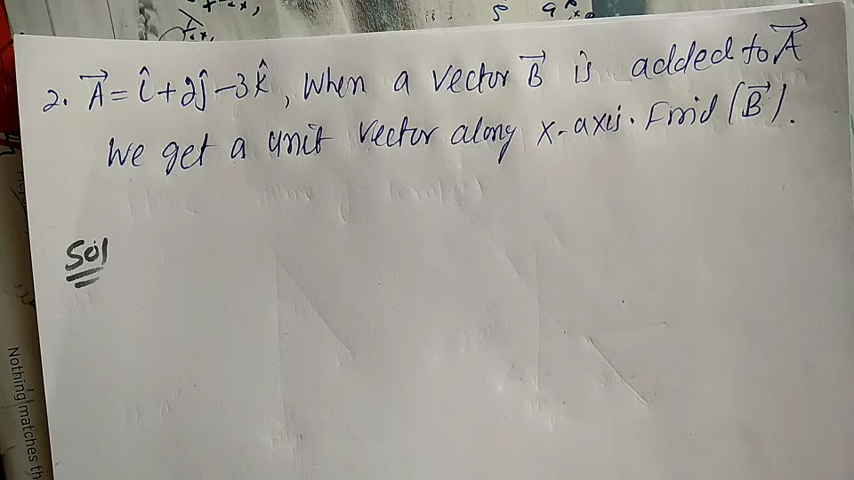 2. A⃗ = î + 2ĵ - 3k̂, when a vector B⃗ is added to A⃗
we get a unit vector along x-axis. Find (B⃗).
Sol
Nothing matches th